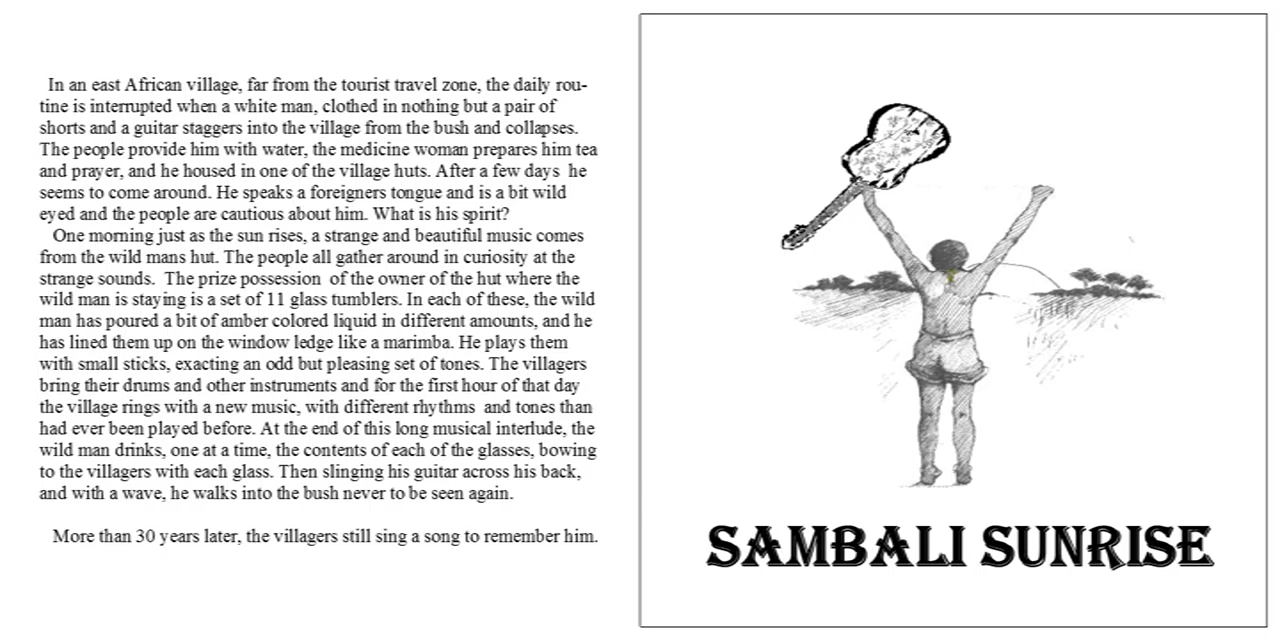 In an east African village, far from the tourist travel zone, the daily rou-
tine is interrupted when a white man, clothed in nothing but a pair of
shorts and a guitar staggers into the village from the bush and collapses.
The people provide him with water, the medicine woman prepares him tea
and prayer, and he housed in one of the village huts. After a few days he
seems to come around. He speaks a foreigners tongue and is a bit wild
eyed and the people are cautious about him. What is his spirit?
One morning just as the sun rises, a strange and beautiful music comes
from the wild mans hut. The people all gather around in curiosity at the
strange sounds. The prize possession of the owner of the hut where the
wild man is staying is a set of 11 glass tumblers. In each of these, the wild
man has poured a bit of amber colored liquid in different amounts, and he
has lined them up on the window ledge like a marimba. He plays them
with small sticks, exacting an odd but pleasing set of tones. The villagers
bring their drums and other instruments and for the first hour of that day
the village rings with a new music, with different rhythms and tones than
had ever been played before. At the end of this long musical interlude, the
wild man drinks, one at a time, the contents of each of the glasses, bowing
to the villagers with each glass. Then slinging his guitar across his back,
and with a wave, he walks into the bush never to be seen again.
More than 30 years later, the villagers still sing a song to remember him.
SAMBALI SUNRISE